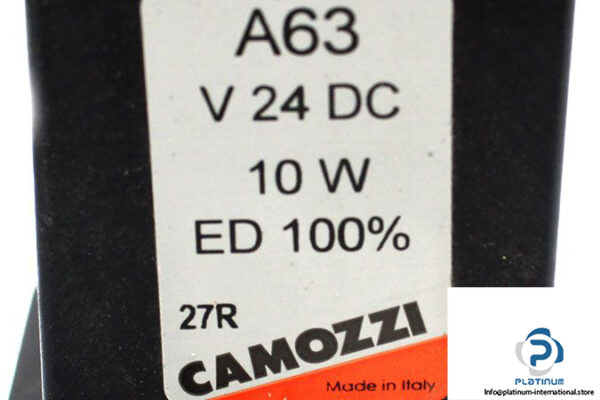 A63
V 24 DC
10 W
ED 100%
27R
CAMOZZI
Made in Italy
PLATINUM
Info@platinum-international.store